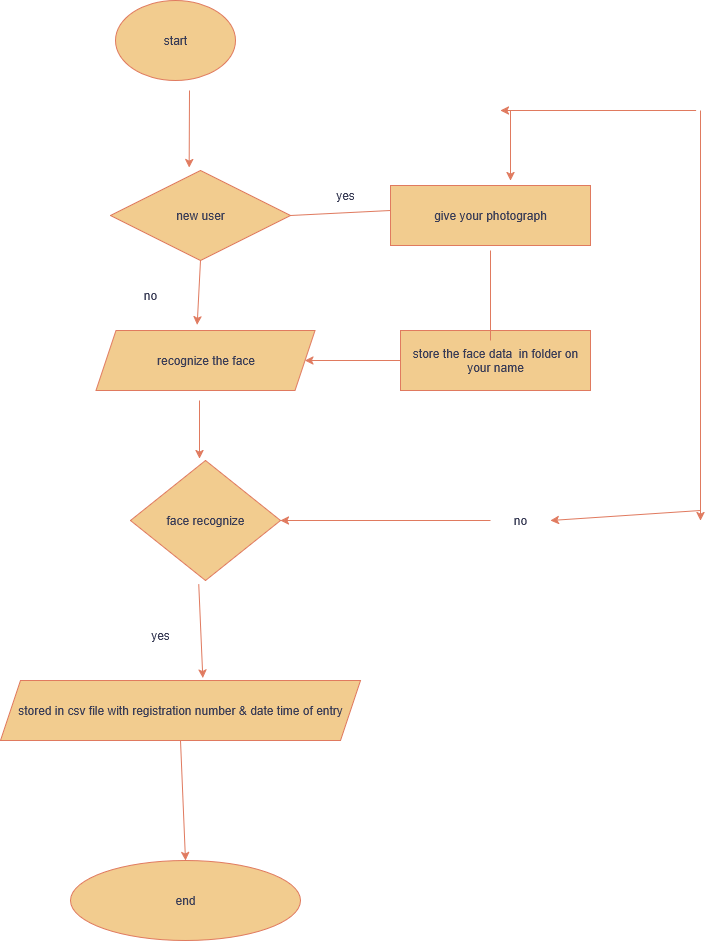 start
new user
yes
give your photograph
no
recognize the face
store the face data  in folder on
your name
face recognize
no
yes
stored in csv file with registration number & date time of entry
end